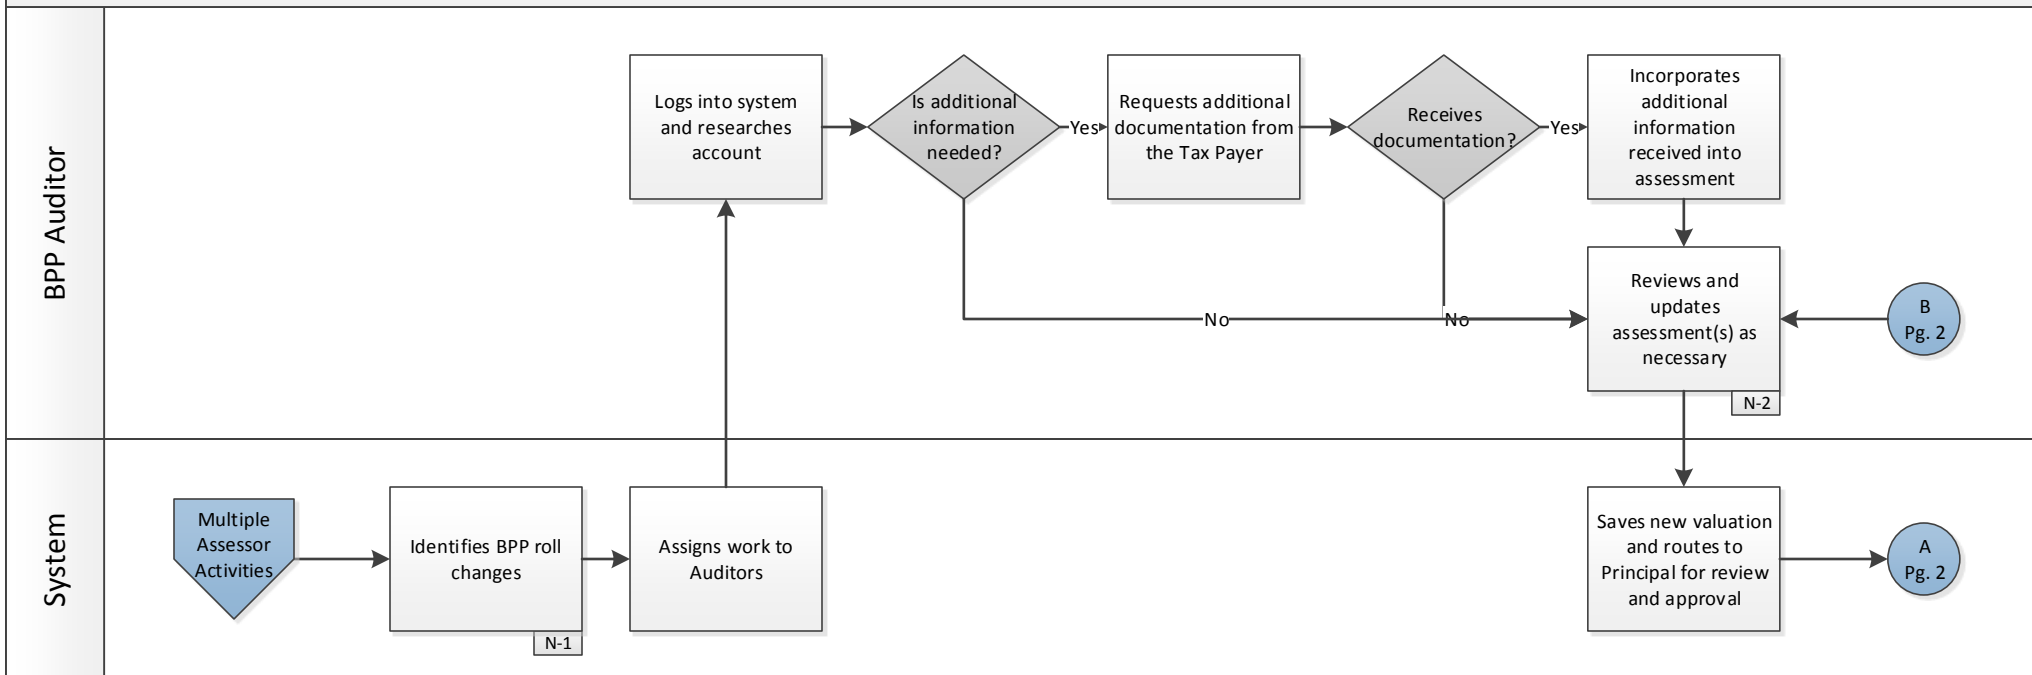 BPP Auditor
Logs into system
and researches
account
Is additional
information
needed?
Yes
Requests additional
documentation from
the Tax Payer
Receives
documentation?
Yes
Incorporates
additional
information
received into
assessment
No
No
Reviews and
updates
assessment(s) as
necessary
N-2
B
Pg. 2
System
Multiple
Assessor
Activities
Identifies BPP roll
changes
N-1
Assigns work to
Auditors
Saves new valuation
and routes to
Principal for review
and approval
A
Pg. 2